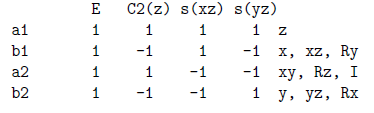 E C2(z) s(xz) s(yz)
a1 1 1 1 1 z
b1 1 -1 1 -1 x, xz, Ry
a2 1 1 -1 -1 xy, Rz, I
b2 1 -1 -1 1 y, yz, Rx